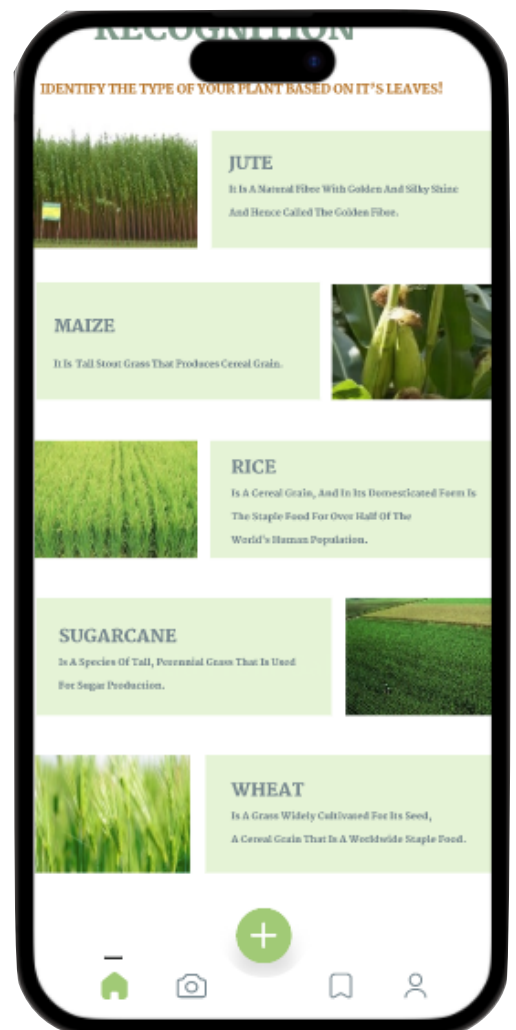 RECOGNITION
IDENTIFY THE TYPE OF YOUR PLANT BASED ON IT'S LEAVES!
JUTE
It Is A Natural Fibre With Golden And Silky Shine
And Hence Called The Golden Fibre.
MAIZE
It Is Tall Stout Grass That Produces Cereal Grain.
RICE
Is A Cereal Grain, And In Its Domesticated Form Is
The Staple Food For Over Half Of The
World's Human Population.
SUGARCANE
Is A Species Of Tall, Perennial Grass That Is Used
For Sugar Production.
WHEAT
Is A Grass Widely Cultivated For Its Seed,
A Cereal Grain That Is A Worldwide Staple Food.